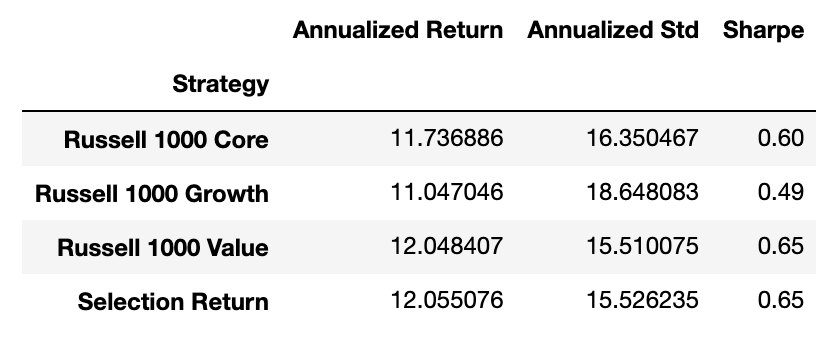 Annualized Return Annualized Std Sharpe
Strategy
Russell 1000 Core 11.736886 16.350467 0.60
Russell 1000 Growth 11.047046 18.648083 0.49
Russell 1000 Value 12.048407 15.510075 0.65
Selection Return 12.055076 15.526235 0.65